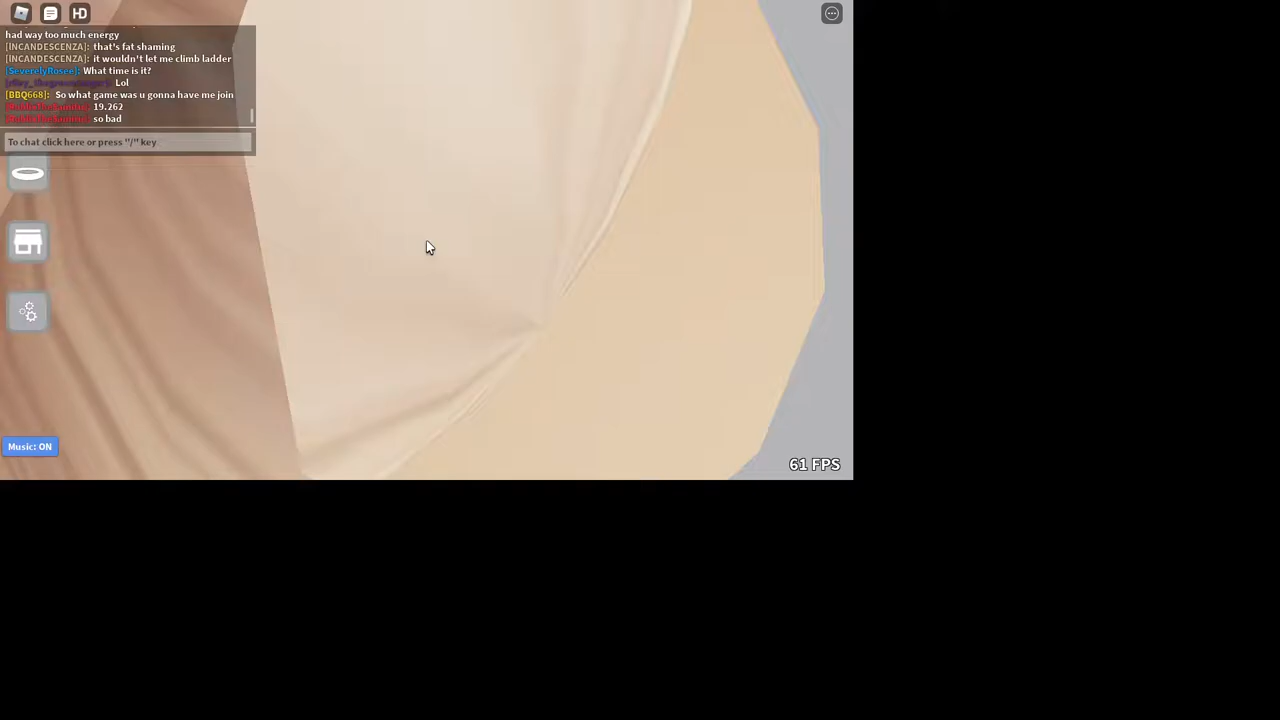 HD
had way too much energy
[INCANDESCENZA]: that's fat shaming
[INCANDESCENZA]: it wouldn't let me climb ladder
[SeverelyRosee]: What time is it?
Lol
[BBQ668]: So what game was u gonna have me join
19.262
so bad
To chat click here or press "/" key
Music: ON
61 FPS